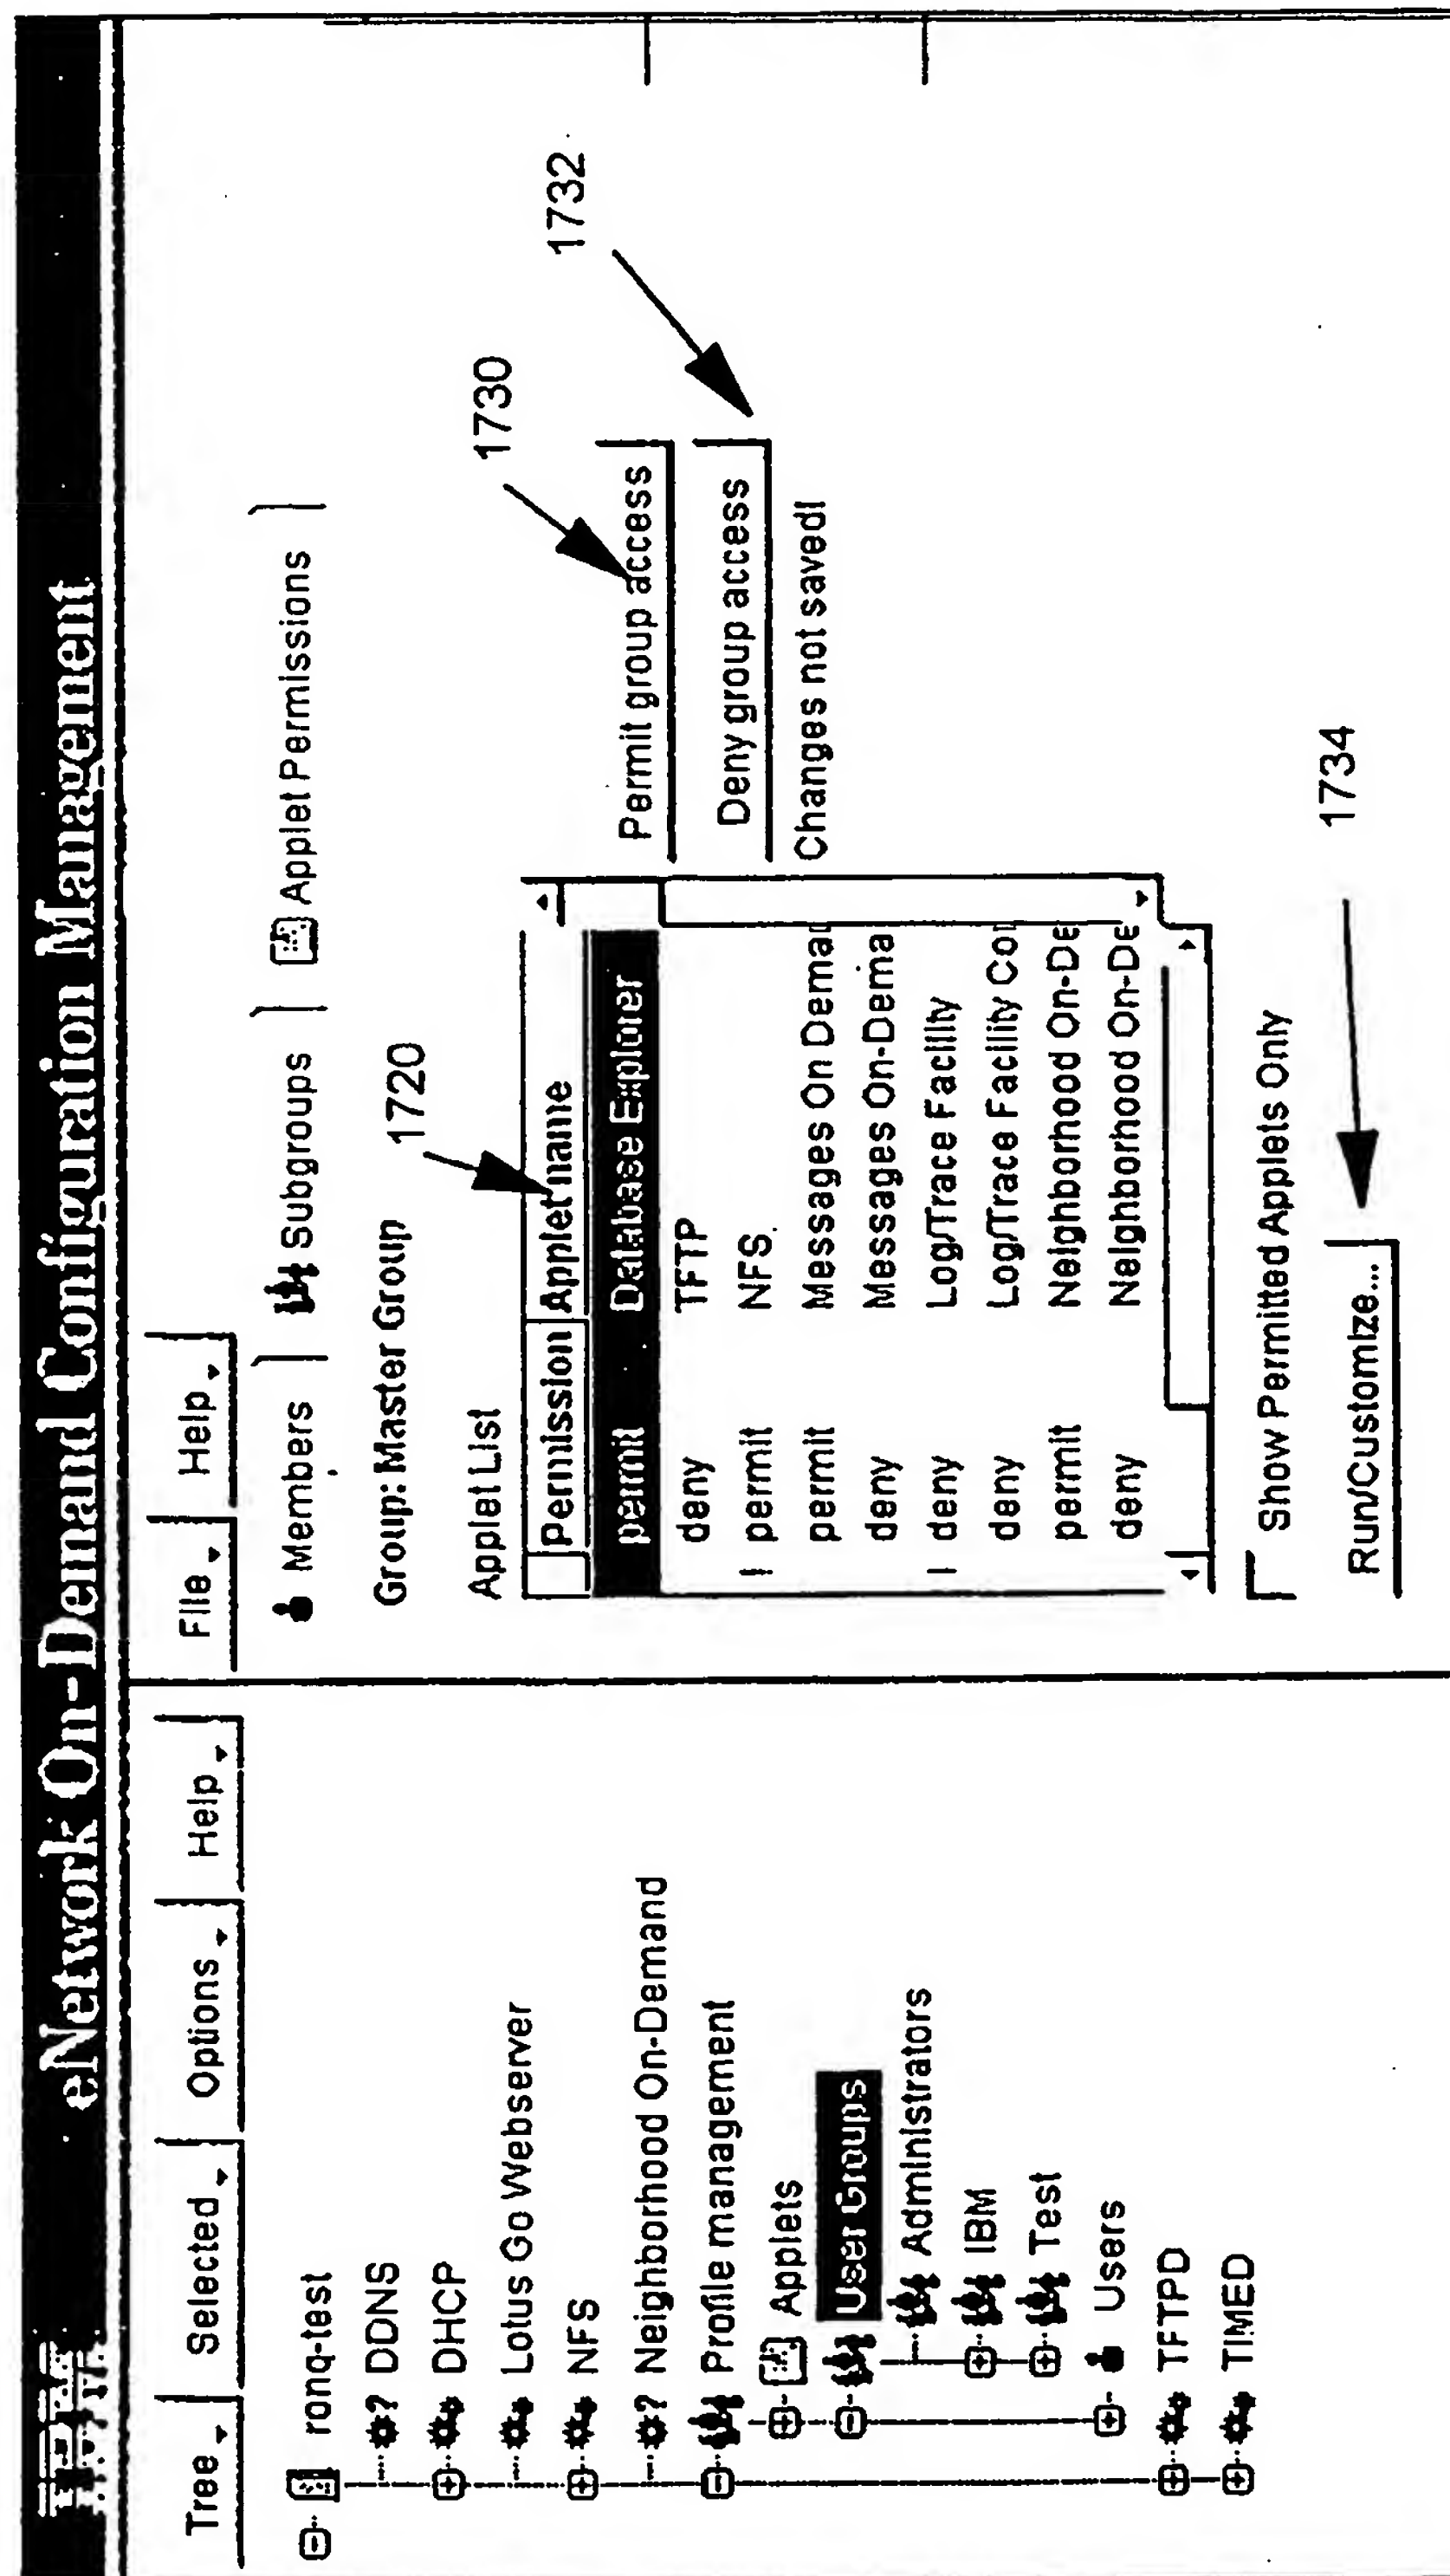 IBM eNetwork On-Demand Configuration Management
Tree Selected Options Help
ronq-test
? DDNS
DHCP
Lotus Go Webserver
NFS
? Neighborhood On-Demand
Profile management
Applets
User Groups
Administrators
IBM
Test
Users
TFTPD
TIMED
File Help
Members Subgroups Applet Permissions
Group: Master Group
1720
Applet List
Permission Applet name
permit Database Explorer
deny TFTP
! permit NFS
permit Messages On Deman
deny Messages On-Dema
! deny Log/Trace Facility
deny Log/Trace Facility Co
permit Neighborhood On-De
deny Neighborhood On-De
1730
Permit group access
1732
Deny group access
Changes not saved!
Show Permitted Applets Only
Run/Customize...
1734